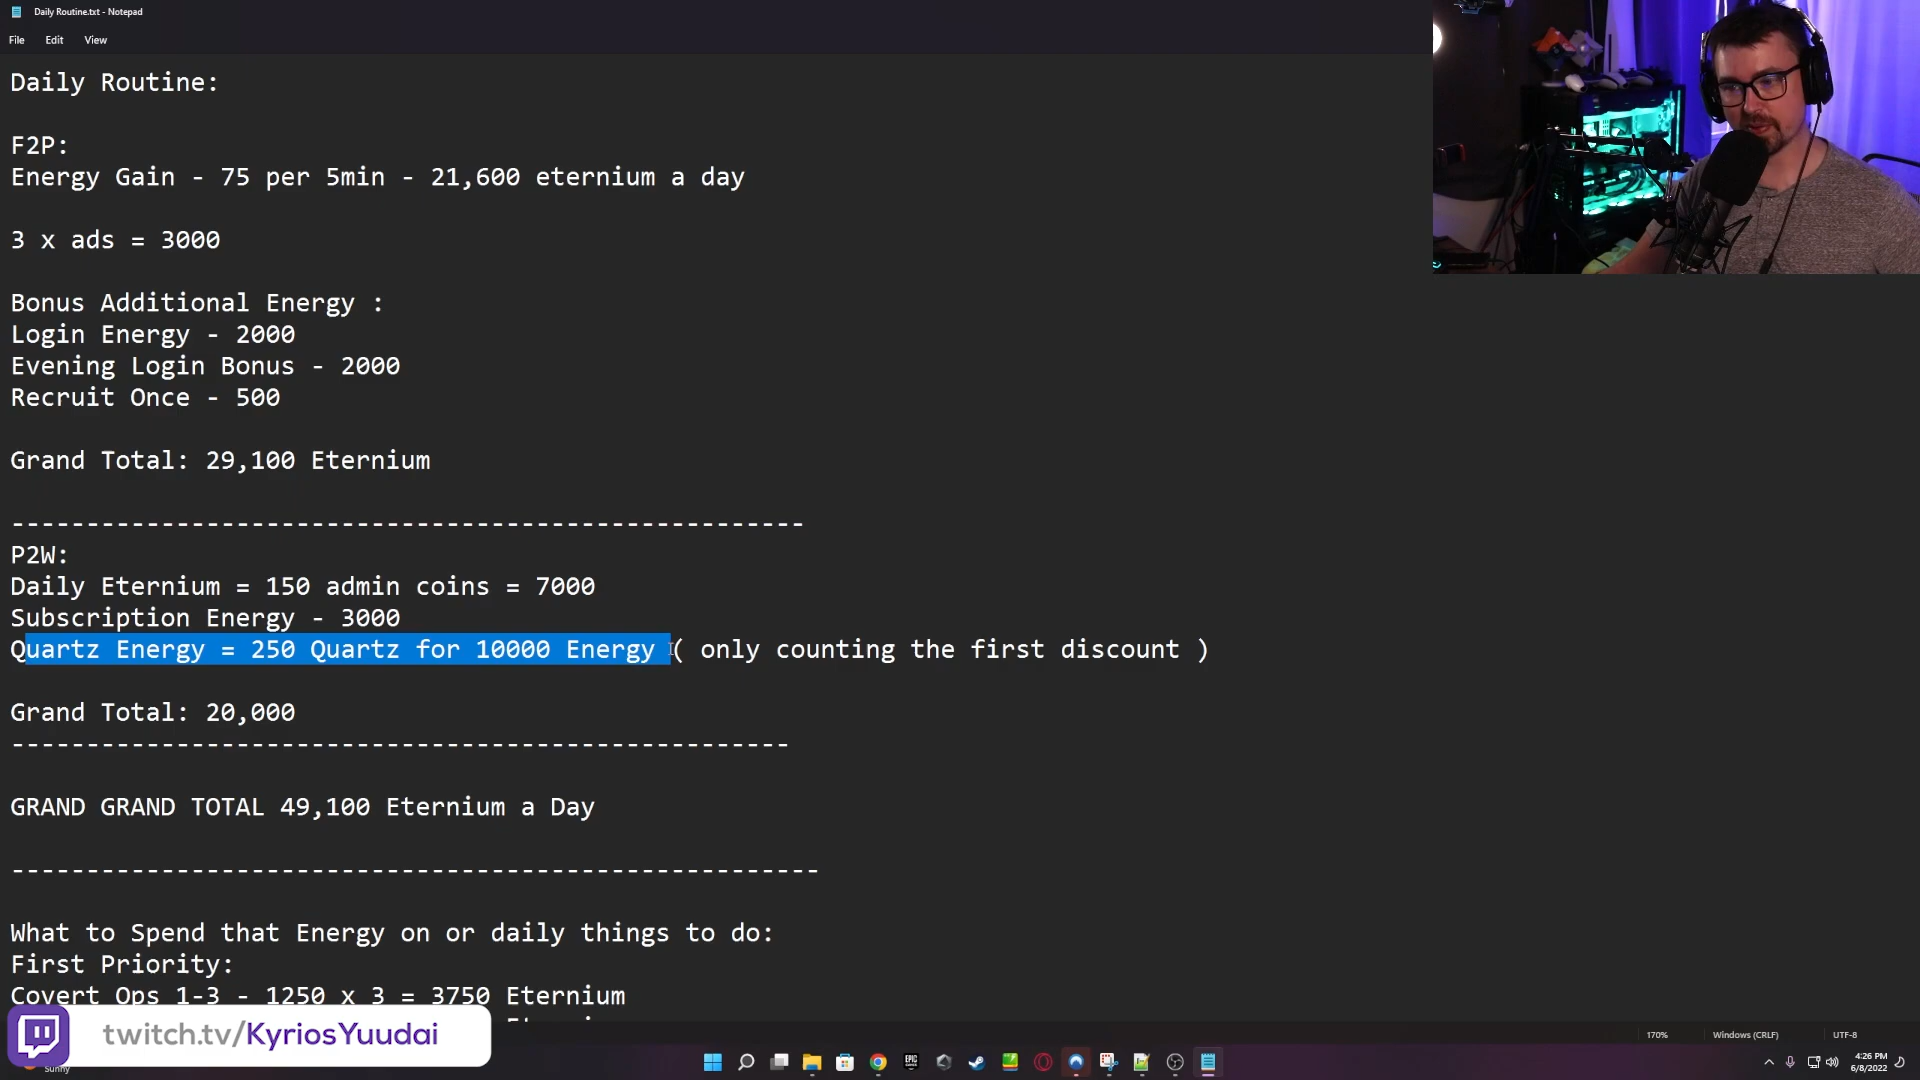 Daily Routine.txt - Notepad
File Edit View
Daily Routine:
F2P:
Energy Gain - 75 per 5min - 21,600 eternium a day
3 x ads = 3000
Bonus Additional Energy :
Login Energy - 2000
Evening Login Bonus - 2000
Recruit Once - 500
Grand Total: 29,100 Eternium
-----------------------------------------------------
P2W:
Daily Eternium = 150 admin coins = 7000
Subscription Energy - 3000
Quartz Energy = 250 Quartz for 10000 Energy ( only counting the first discount )
Grand Total: 20,000
----------------------------------------------------
GRAND GRAND TOTAL 49,100 Eternium a Day
------------------------------------------------------
What to Spend that Energy on or daily things to do:
First Priority:
Covert Ops 1-3 - 1250 x 3 = 3750 Eternium
twitch.tv/KyriosYuudai
Sunny
170% Windows (CRLF) UTF-8
EPIC
4:26 PM
6/8/2022